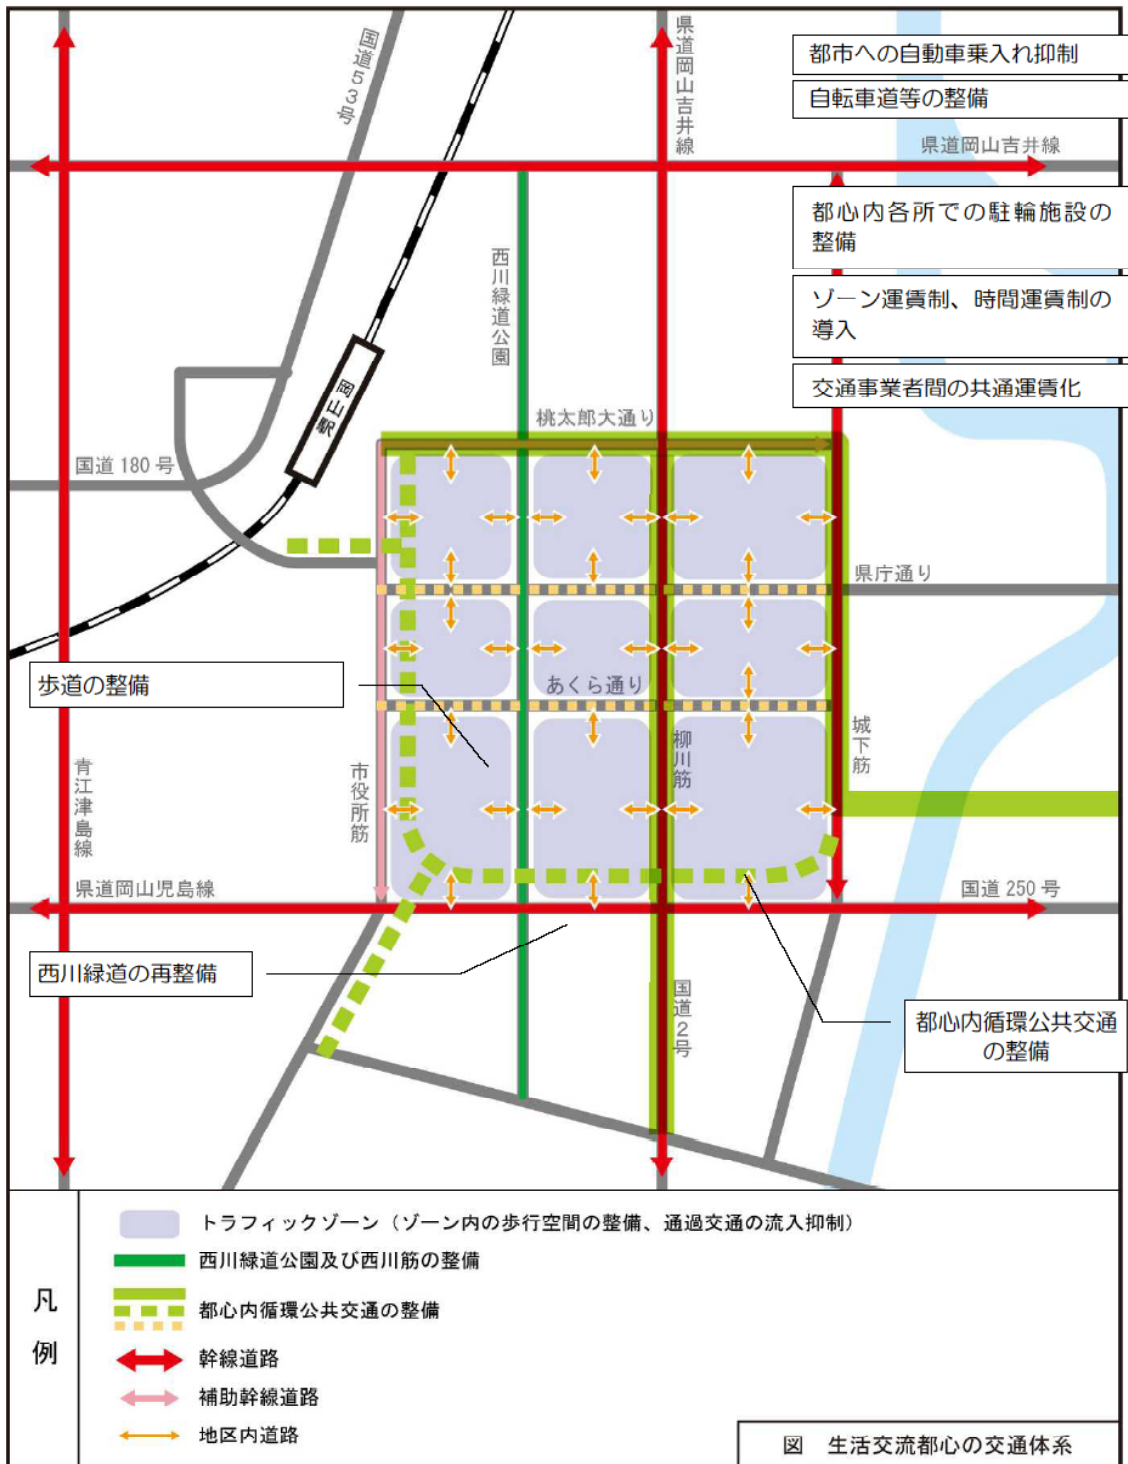 国道53号
県道岡山吉井線
都市への自動車乗入れ抑制
自転車道等の整備
県道岡山吉井線
都心内各所での駐輪施設の
整備
西川緑道公園
ゾーン運賃制、時間運賃制の
導入
交通事業者間の共通運賃化
岡山駅
桃太郎大通り
国道 180 号
県庁通り
歩道の整備
あくら通り
柳川筋
城下筋
青江津島線
市役所筋
県道岡山児島線
国道 250 号
西川緑道の再整備
国道2号
都心内循環公共交通
の整備
凡例
トラフィックゾーン（ゾーン内の歩行空間の整備、通過交通の流入抑制）
西川緑道公園及び西川筋の整備
都心内循環公共交通の整備
幹線道路
補助幹線道路
地区内道路
図　生活交流都心の交通体系